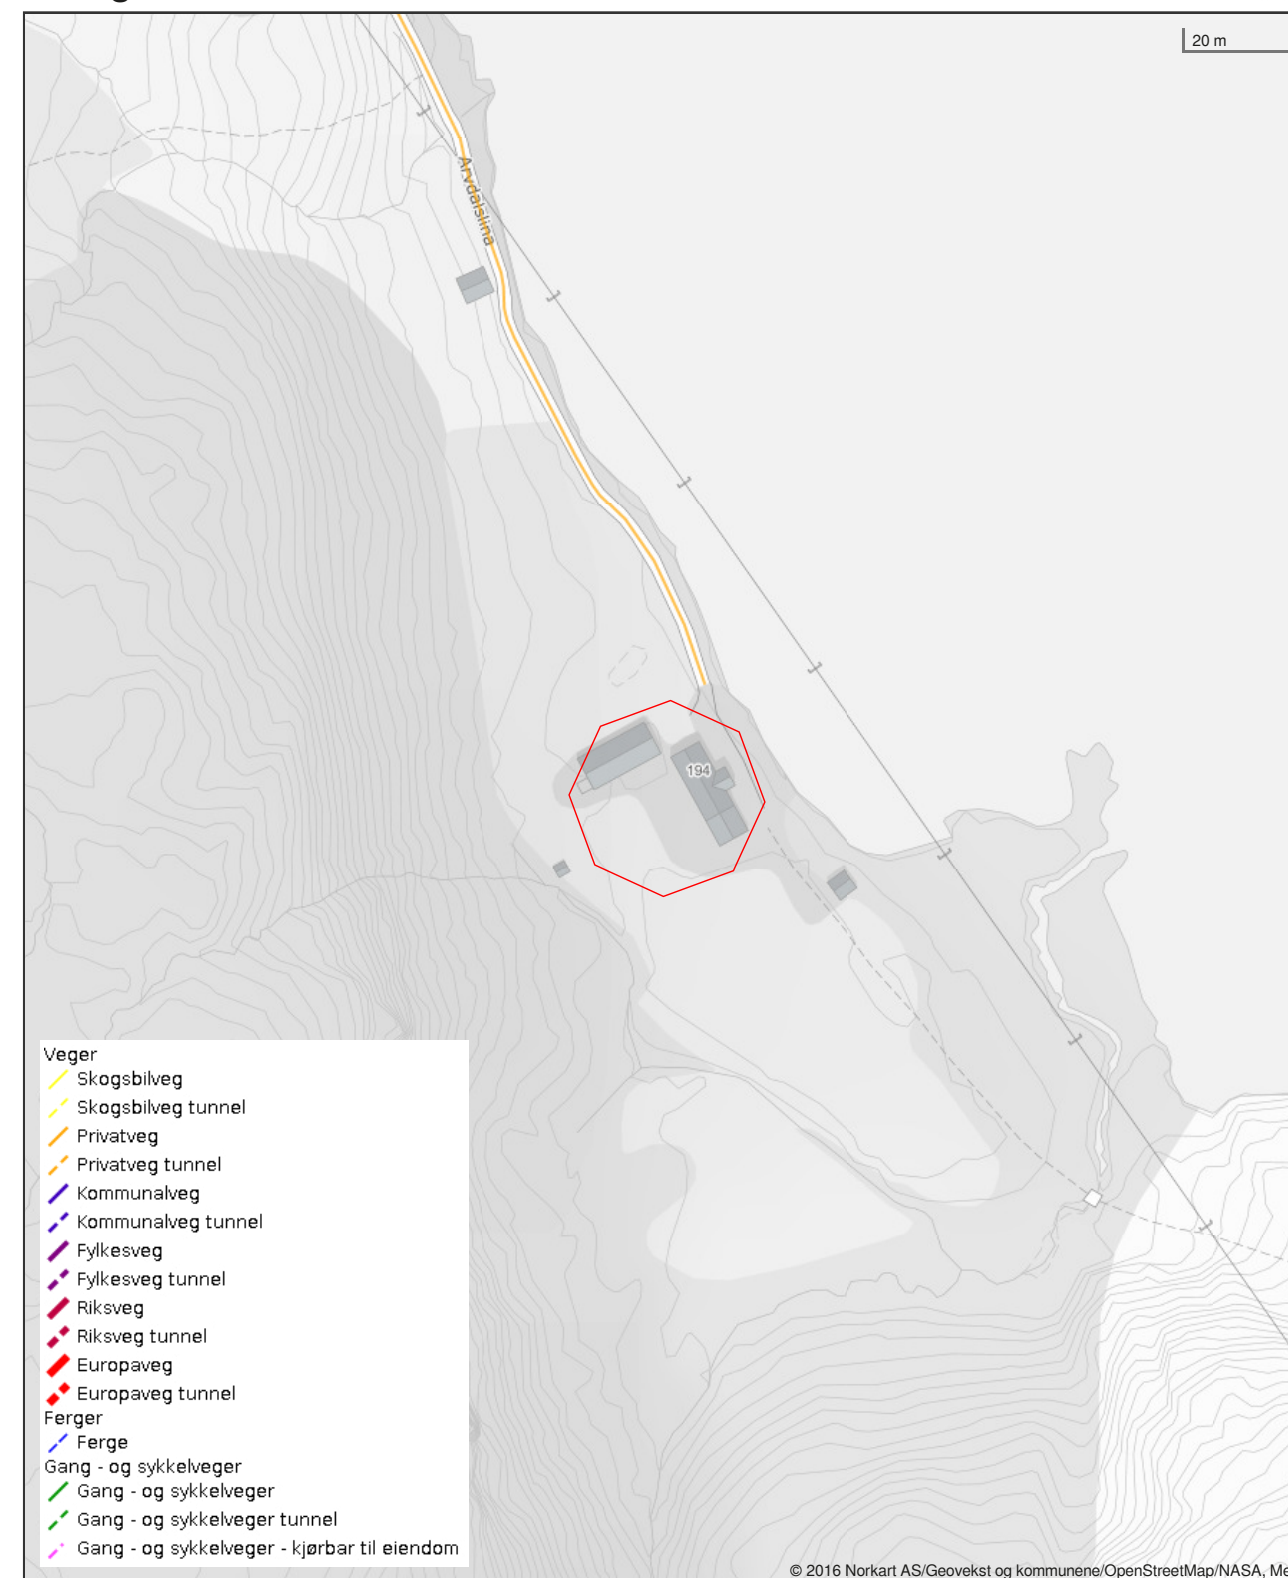 20 m
Arvdalslina
194
Veger
Skogsbilveg
Skogsbilveg tunnel
Privatveg
Privatveg tunnel
Kommunalveg
Kommunalveg tunnel
Fylkesveg
Fylkesveg tunnel
Riksveg
Riksveg tunnel
Europaveg
Europaveg tunnel
Ferger
Ferge
Gang - og sykkelveger
Gang - og sykkelveger
Gang - og sykkelveger tunnel
Gang - og sykkelveger - kjørbar til eiendom
© 2016 Norkart AS/Geovekst og kommunene/OpenStreetMap/NASA, Me